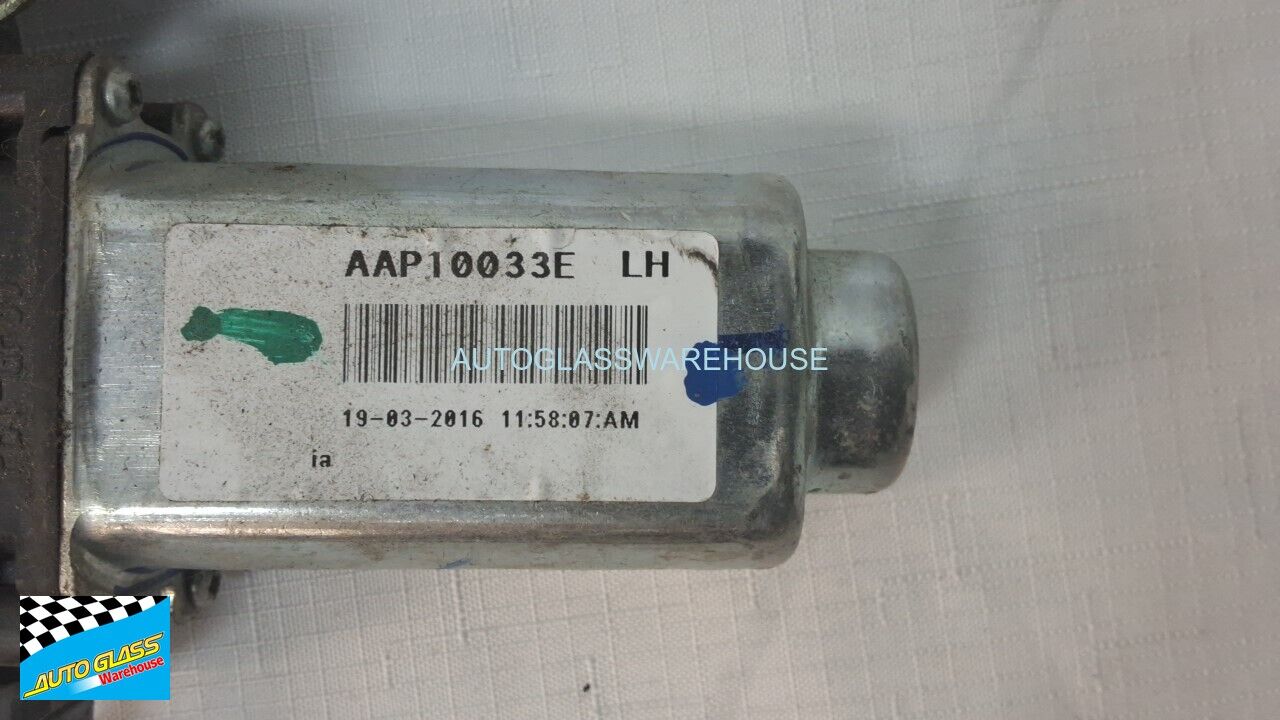 AAP10033E LH
AUTOGLASSWAREHOUSE
19-03-2016 11:58:07:AM
ia
AUTO GLASS
Warehouse